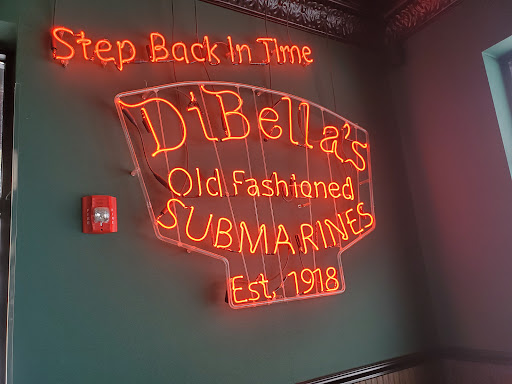 Step Back In Time
DiBella's
Old Fashioned
SUBMARINES
Est. 1918